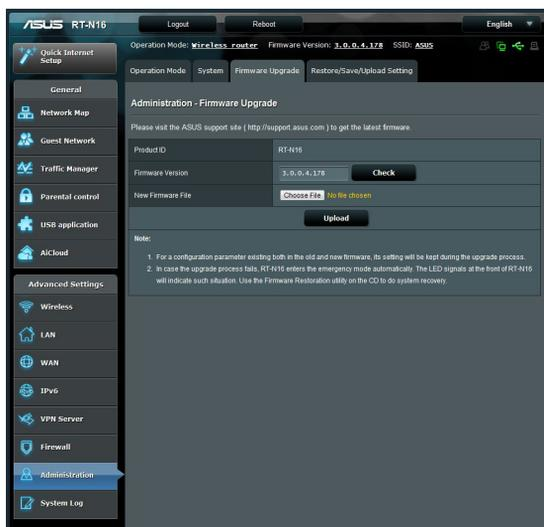 ASUS RT-N16
Logout
Reboot
English
Quick Internet Setup
Operation Mode: Wireless router Firmware Version: 3.0.0.4.178 SSID: ASUS
Operation Mode System Firmware Upgrade Restore/Save/Upload Setting
General
Network Map
Guest Network
Traffic Manager
Parental control
USB application
AiCloud
Advanced Settings
Wireless
LAN
WAN
IPv6
VPN Server
Firewall
Administration
System Log
Administration - Firmware Upgrade
Please visit the ASUS support site ( http://support.asus.com ) to get the latest firmware.
Product ID RT-N16
Firmware Version 3.0.0.4.178 Check
New Firmware File Choose File No file chosen
Upload
Note:
1. For a configuration parameter existing both in the old and new firmware, its setting will be kept during the upgrade process.
2. In case the upgrade process fails, RT-N16 enters the emergency mode automatically. The LED signals at the front of RT-N16
will indicate such situation. Use the Firmware Restoration utility on the CD to do system recovery.